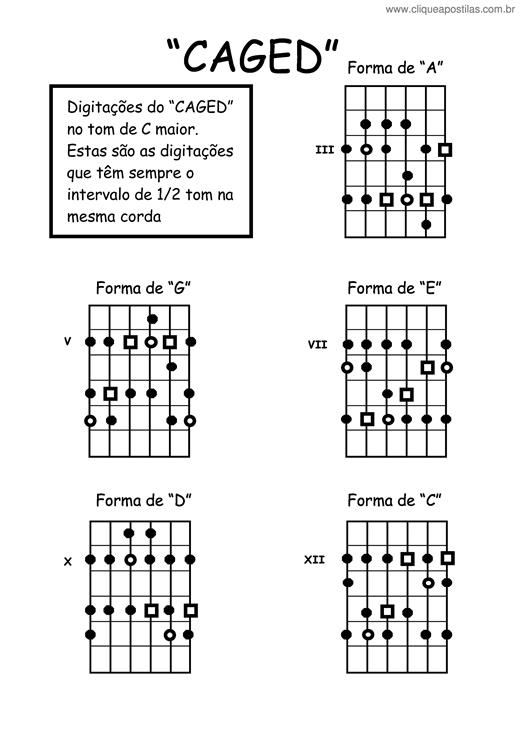 www.cliqueapostilas.com.br
“CAGED”
Digitações do “CAGED”
no tom de C maior.
Estas são as digitações
que têm sempre o
intervalo de 1/2 tom na
mesma corda
Forma de “A”
III
Forma de “G”
V
Forma de “E”
VII
Forma de “D”
X
Forma de “C”
XII